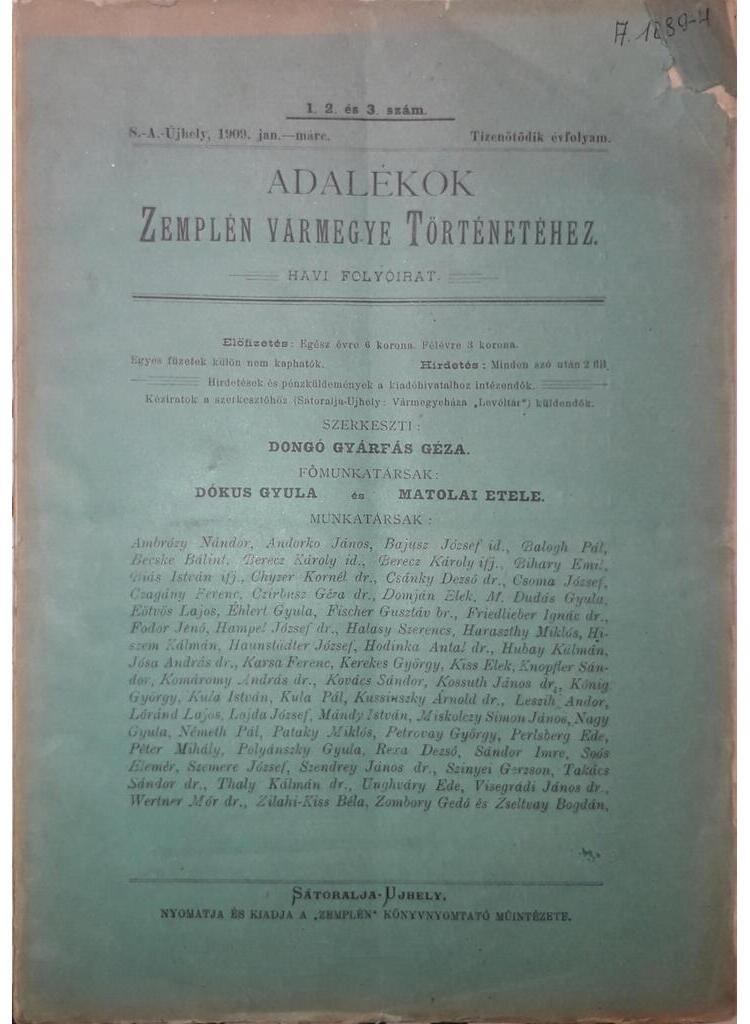 A. 1889-4
1. 2. és 3. szám.
S.-A.-Újhely, 1909. jan.—márc. Tizenötödik évfolyam.
ADALÉKOK
ZEMPLÉN VÁRMEGYE TÖRTÉNETÉHEZ.
HAVI FOLYÓIRAT.
Előfizetés: Egész évre 6 korona. Félévre 3 korona.
Egyes füzetek külön nem kaphatók. Hirdetés: Minden szó után 2 fill.
Hirdetések és pénzküldemények a kiadóhivatalhoz intézendők.
Kéziratok a szerkesztőhöz (Sátoralja-Ujhely: Vármegyeháza „Levéltár") küldendők.
SZERKESZTI:
DONGÓ GYÁRFÁS GÉZA.
FŐMUNKATÁRSAK:
DÓKUS GYULA és MATOLAI ETELE.
MUNKATÁRSAK:
Ambrózy Nándor, Andorko János, Bajusz József id., Balogh Pál,
Becske Bálint, Berecz Károly id., Berecz Károly ifj., Bihary Emil,
Biás István ifj., Chyzer Kornél dr., Csánky Dezső dr., Csoma József,
Czagány Ferenc, Czirbusz Géza dr., Domján Elek, M. Dudás Gyula,
Eötvös Lajos, Éhlert Gyula, Fischer Gusztáv br., Friedlieber Ignác dr.,
Fodor Jenő, Hampel József dr., Halasy Szerencs, Haraszthy Miklós, Hi-
szem Kálmán, Haunstädter József, Hodinka Antal dr., Hubay Kálmán,
Jósa András dr., Karsa Ferenc, Kerekes György, Kiss Elek, Knopfler Sán-
dor, Komáromy András dr., Kovács Sándor, Kossuth János dr., König
György, Kula István, Kula Pál, Kussinszky Árnold dr., Leszih Andor,
Lóránd Lajos, Lajda József, Mándy István, Miskolczy Simon János, Nagy
Gyula, Németh Pál, Pataky Miklós, Petrovay György, Perlsberg Ede,
Péter Mihály, Polyánszky Gyula, Rexa Dezső, Sándor Imre, Soós
Elemér, Szemere József, Szendrey János dr., Szinyei Gerzson, Takács
Sándor dr., Thaly Kálmán dr., Unghváry Ede, Visegrádi János dr.,
Wertner Mór dr., Zilahi-Kiss Béla, Zombory Gedő és Zseltvay Bogdán,
SÁTORALJA-UJHELY,
NYOMATJA ÉS KIADJA A „ZEMPLÉN" KÖNYVNYOMTATÓ MŰINTÉZETE.